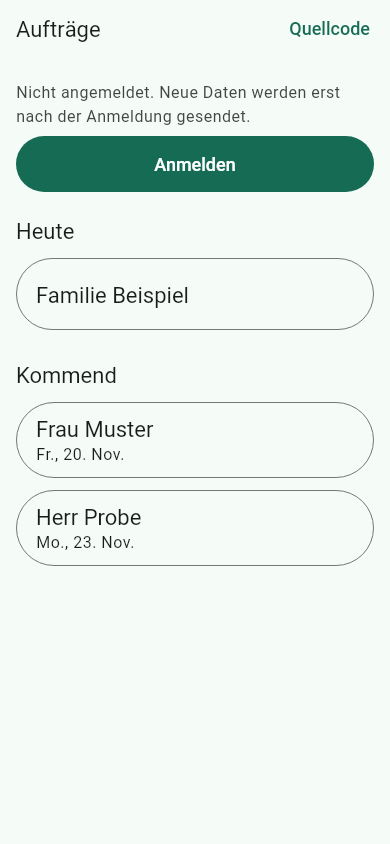 Aufträge
Quellcode
Nicht angemeldet. Neue Daten werden erst
nach der Anmeldung gesendet.
Anmelden
Heute
Familie Beispiel
Kommend
Frau Muster
Fr., 20. Nov.
Herr Probe
Mo., 23. Nov.